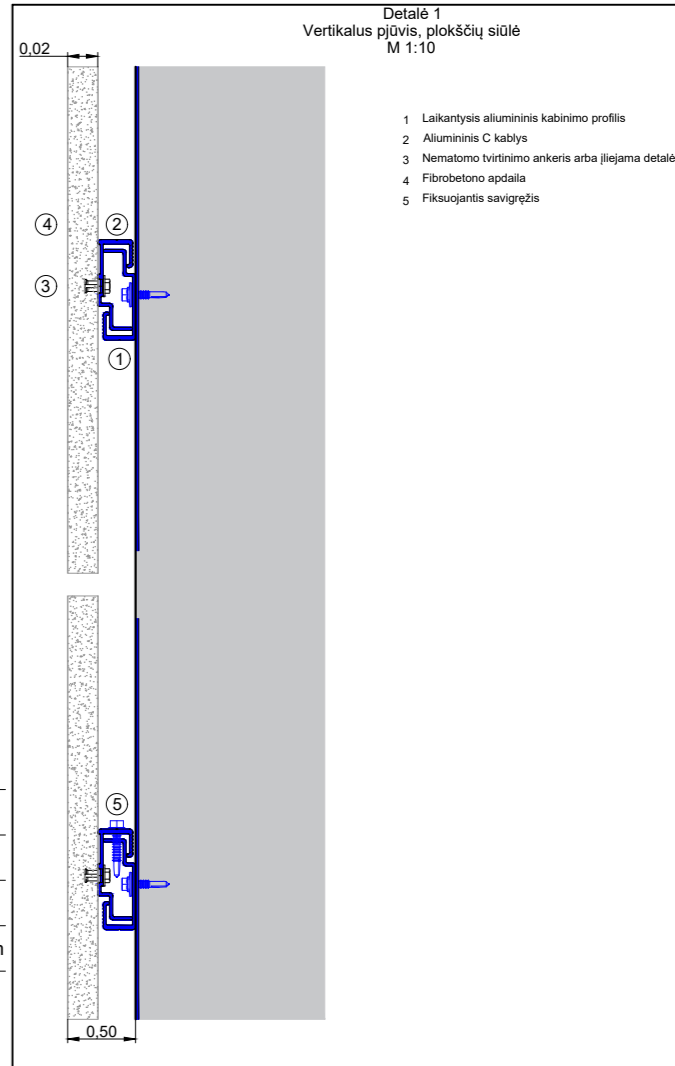 Detalė 1
Vertikalus pjūvis, plokščių siūlė
M 1:10
0,02
1 Laikantysis aliumininis kabinimo profilis
2 Aliumininis C kablys
3 Nematomo tvirtinimo ankeris arba įliejama detalė
4 Fibrobetono apdaila
5 Fiksuojantis savigręžis
4
2
3
1
5
0,50